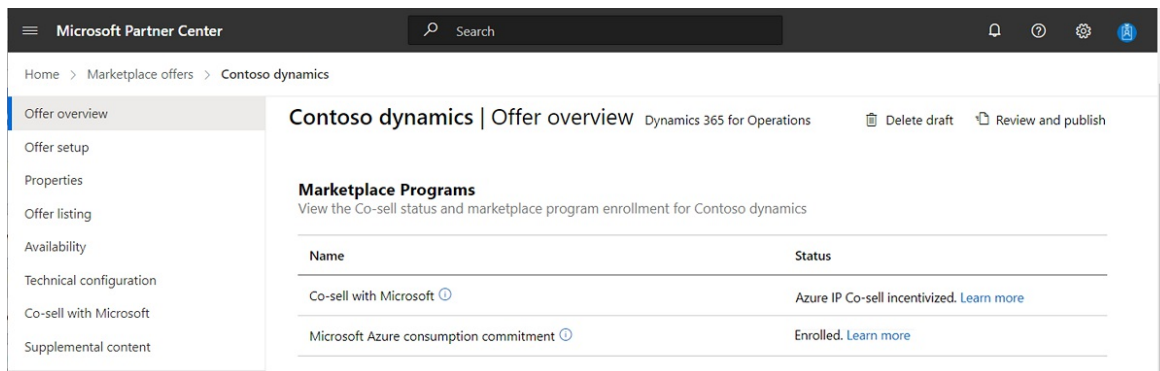 Microsoft Partner Center
Search
Home > Marketplace offers > Contoso dynamics
Offer overview
Offer setup
Properties
Offer listing
Availability
Technical configuration
Co-sell with Microsoft
Supplemental content
Contoso dynamics | Offer overview Dynamics 365 for Operations
Delete draft
Review and publish
Marketplace Programs
View the Co-sell status and marketplace program enrollment for Contoso dynamics
Name Status
Co-sell with Microsoft Azure IP Co-sell incentivized. Learn more
Microsoft Azure consumption commitment Enrolled. Learn more